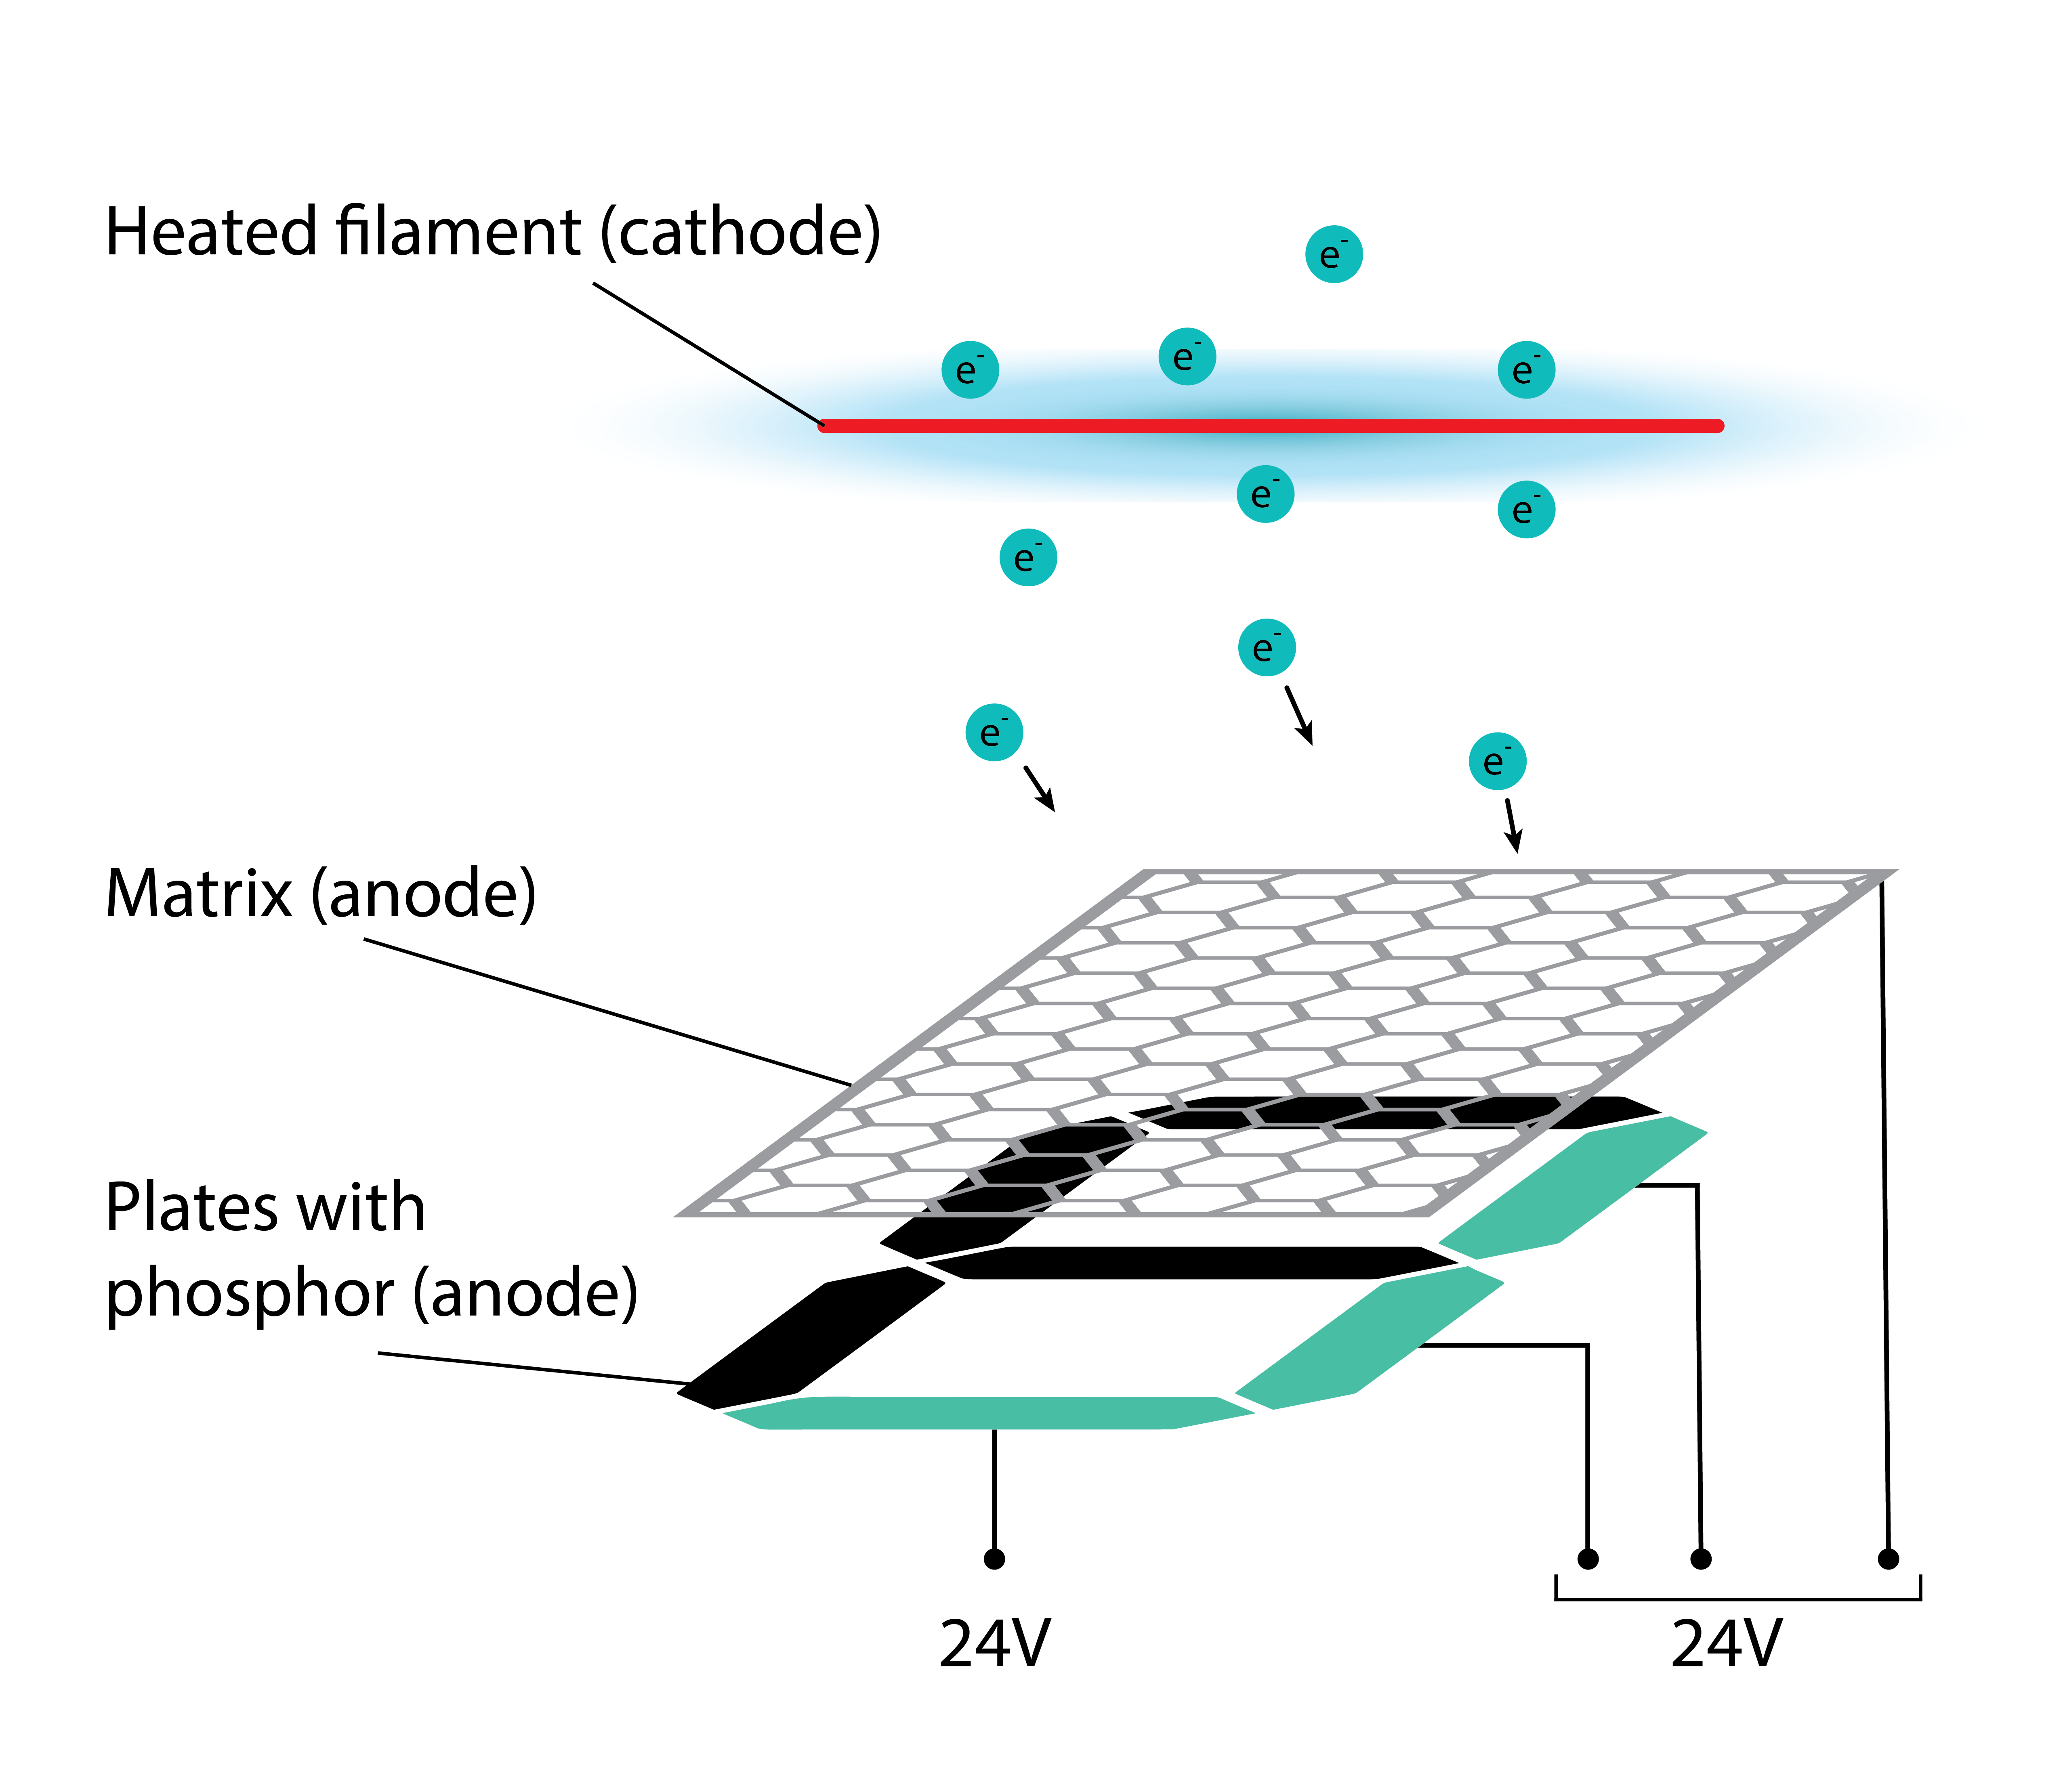 Heated filament (cathode)
e-
e-
e-
e-
e-
e-
e-
e-
e-
e-
Matrix (anode)
Plates with
phosphor (anode)
24V
24V